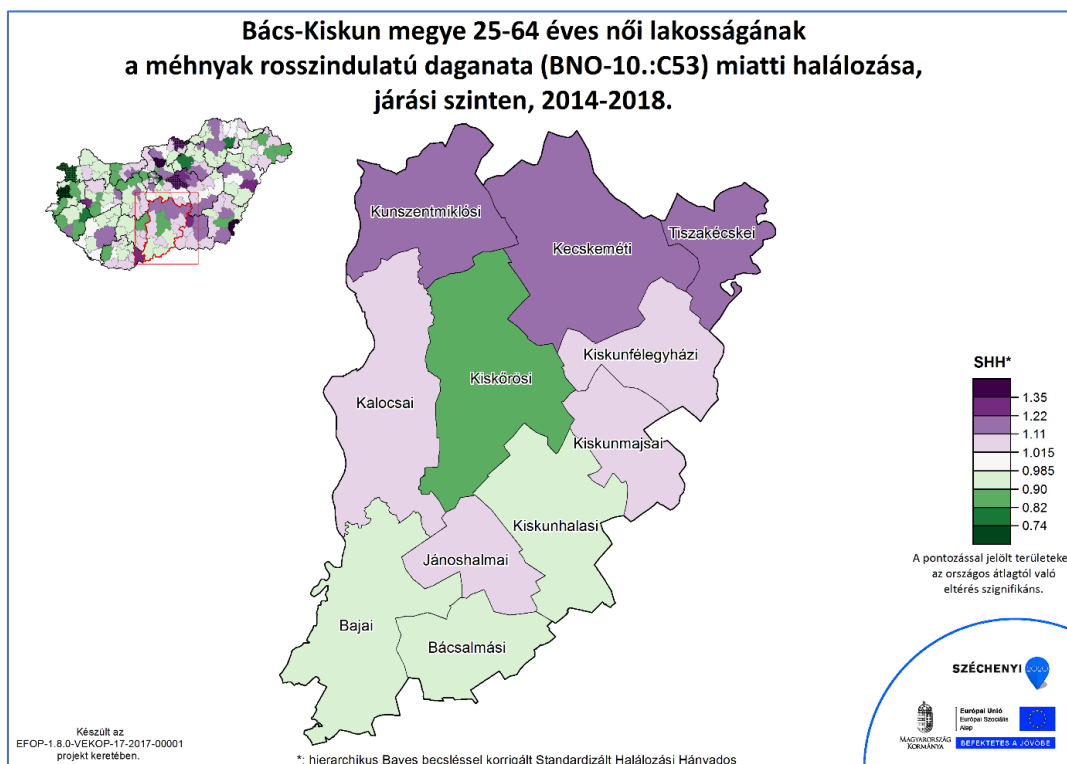 Bács-Kiskun megye 25-64 éves női lakosságának
a méhnyak rosszindulatú daganata (BNO-10.:C53) miatti halálozása,
járási szinten, 2014-2018.
Kunszentmiklósi
Kecskeméti
Tiszakécskei
Kiskunfélegyházi
Kiskőrösi
Kalocsai
Kiskunmajsai
Kiskunhalasi
Jánoshalmai
Bajai
Bácsalmási
SHH*
1.35
1.22
1.11
1.015
0.985
0.90
0.82
0.74
A pontozással jelölt területeke
az országos átlagtól való
eltérés szignifikáns.
SZÉCHENYI 2020
MAGYARORSZÁG
KORMÁNYA
Európai Unió
Európai Szociális
Alap
BEFEKTETÉS A JÖVŐBE
Készült az
EFOP-1.8.0-VEKOP-17-2017-00001
projekt keretében.
*: hierarchikus Bayes becsléssel korrigált Standardizált Halálozási Hányados